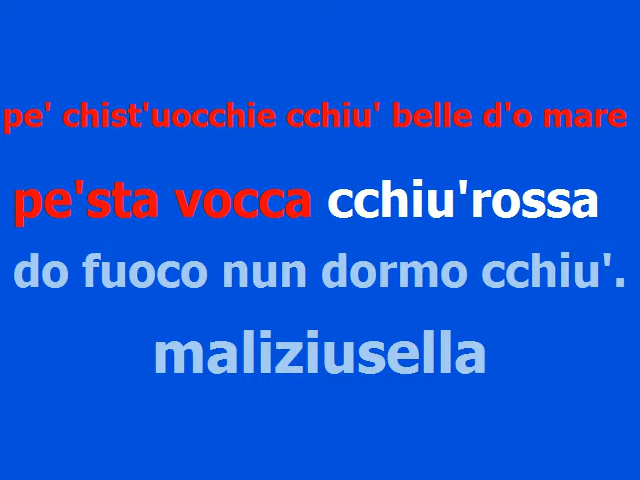 pe' chist'uocchie cchiu' belle d'o mare
pe'sta vocca cchiu'rossa
do fuoco nun dormo cchiu'.
maliziusella